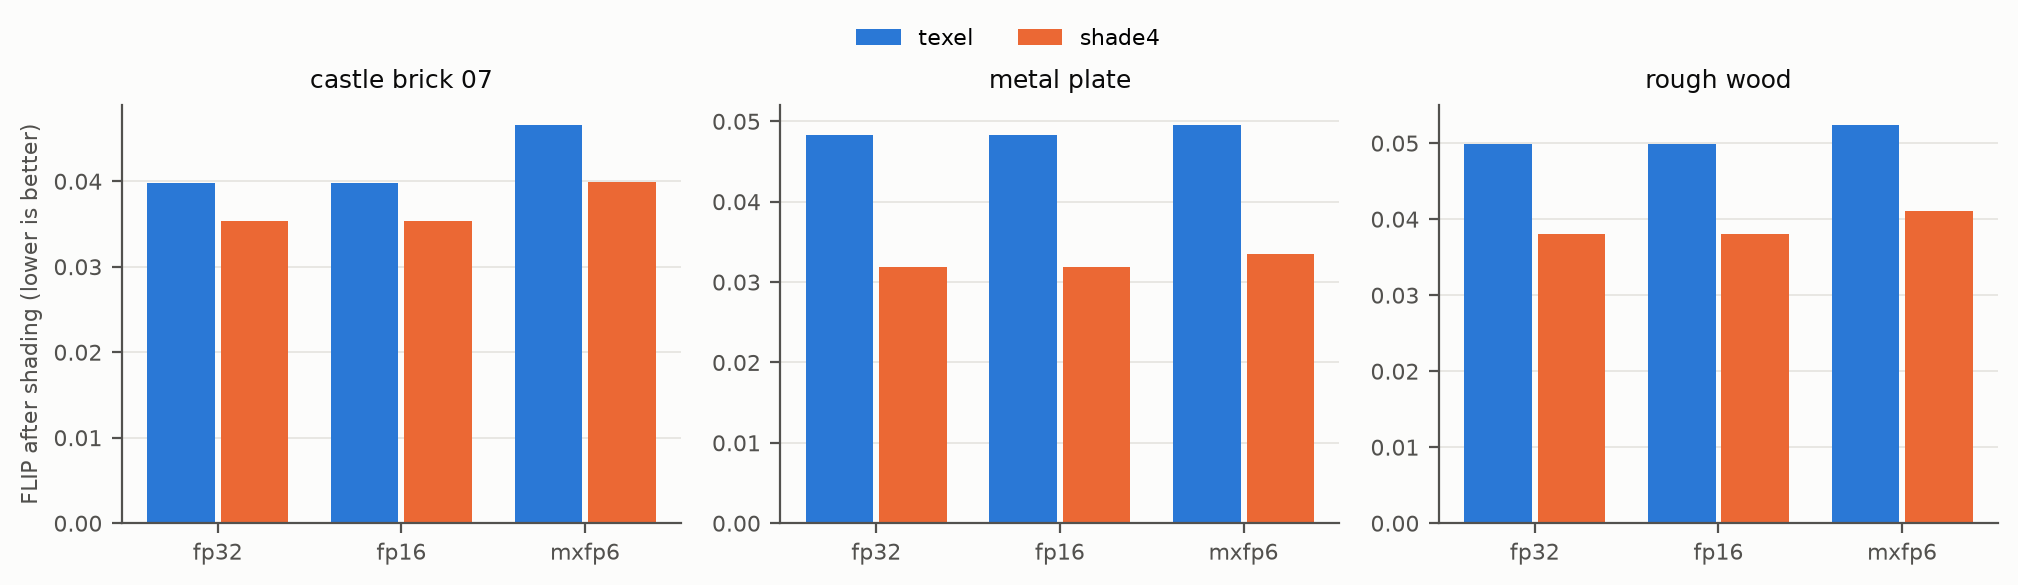 texel
shade4
castle brick 07
FLIP after shading (lower is better)
0.04
0.03
0.02
0.01
0.00
fp32
fp16
mxfp6
metal plate
0.05
0.04
0.03
0.02
0.01
0.00
fp32
fp16
mxfp6
rough wood
0.05
0.04
0.03
0.02
0.01
0.00
fp32
fp16
mxfp6